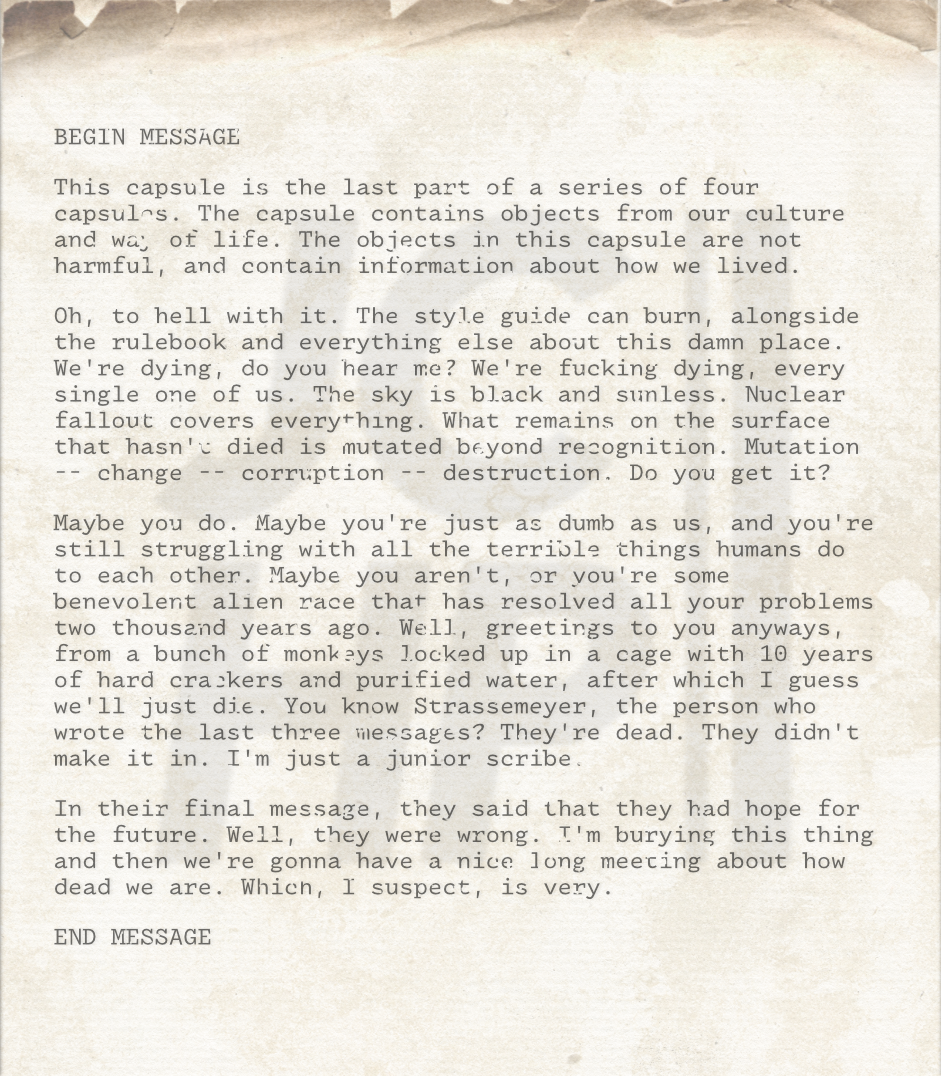 BEGIN MESSAGE
This capsule is the last part of a series of four
capsules. The capsule contains objects from our culture
and way of life. The objects in this capsule are not
harmful, and contain information about how we lived.
Oh, to hell with it. The style guide can burn, alongside
the rulebook and everything else about this damn place.
We're dying, do you hear me? We're fucking dying, every
single one of us. The sky is black and sunless. Nuclear
fallout covers everything. What remains on the surface
that hasn't died is mutated beyond recognition. Mutation
-- change -- corruption -- destruction. Do you get it?
Maybe you do. Maybe you're just as dumb as us, and you're
still struggling with all the terrible things humans do
to each other. Maybe you aren't, or you're some
benevolent alien race that has resolved all your problems
two thousand years ago. Well, greetings to you anyways,
from a bunch of monkeys locked up in a cage with 10 years
of hard crackers and purified water, after which I guess
we'll just die. You know Strassemeyer, the person who
wrote the last three messages? They're dead. They didn't
make it in. I'm just a junior scribe.
In their final message, they said that they had hope for
the future. Well, they were wrong. I'm burying this thing
and then we're gonna have a nice long meeting about how
dead we are. Which, I suspect, is very.
END MESSAGE